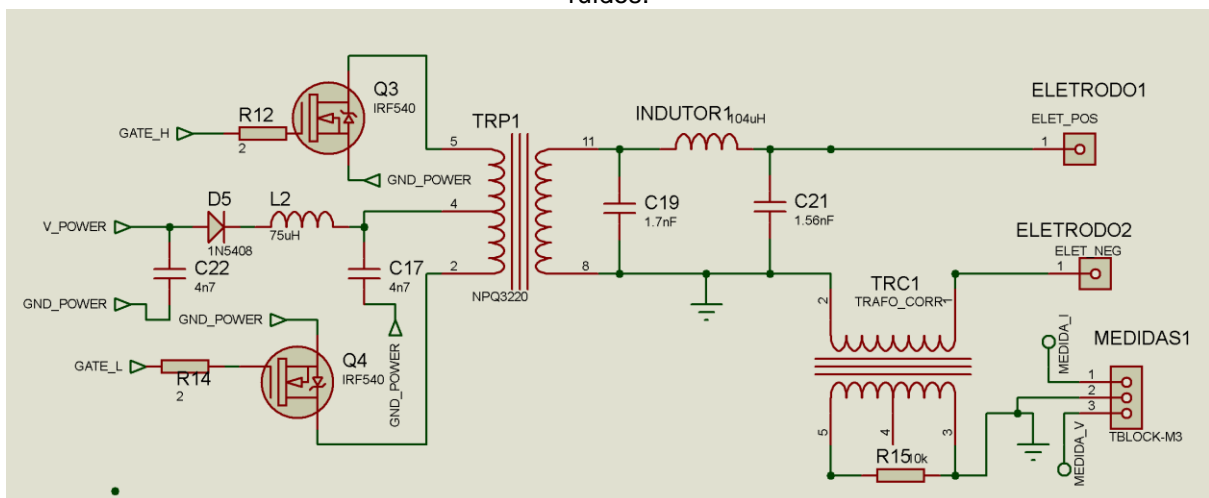 ruídos.
Q3
IRF540
R12
2
GATE_H
GND_POWER
TRP1
5
4
2
11
8
NPQ3220
INDUTOR1
104uH
C19
1.7nF
C21
1.56nF
ELETRODO1
ELET_POS
1
ELETRODO2
ELET_NEG
1
V_POWER
D5
1N5408
L2
75uH
C22
4n7
C17
4n7
GND_POWER
GND_POWER
GND_POWER
GATE_L
R14
2
Q4
IRF540
TRC1
TRAFO_CORR
2
1
5
4
3
R15
10k
MEDIDA_I
MEDIDA_V
MEDIDAS1
1
2
3
TBLOCK-M3